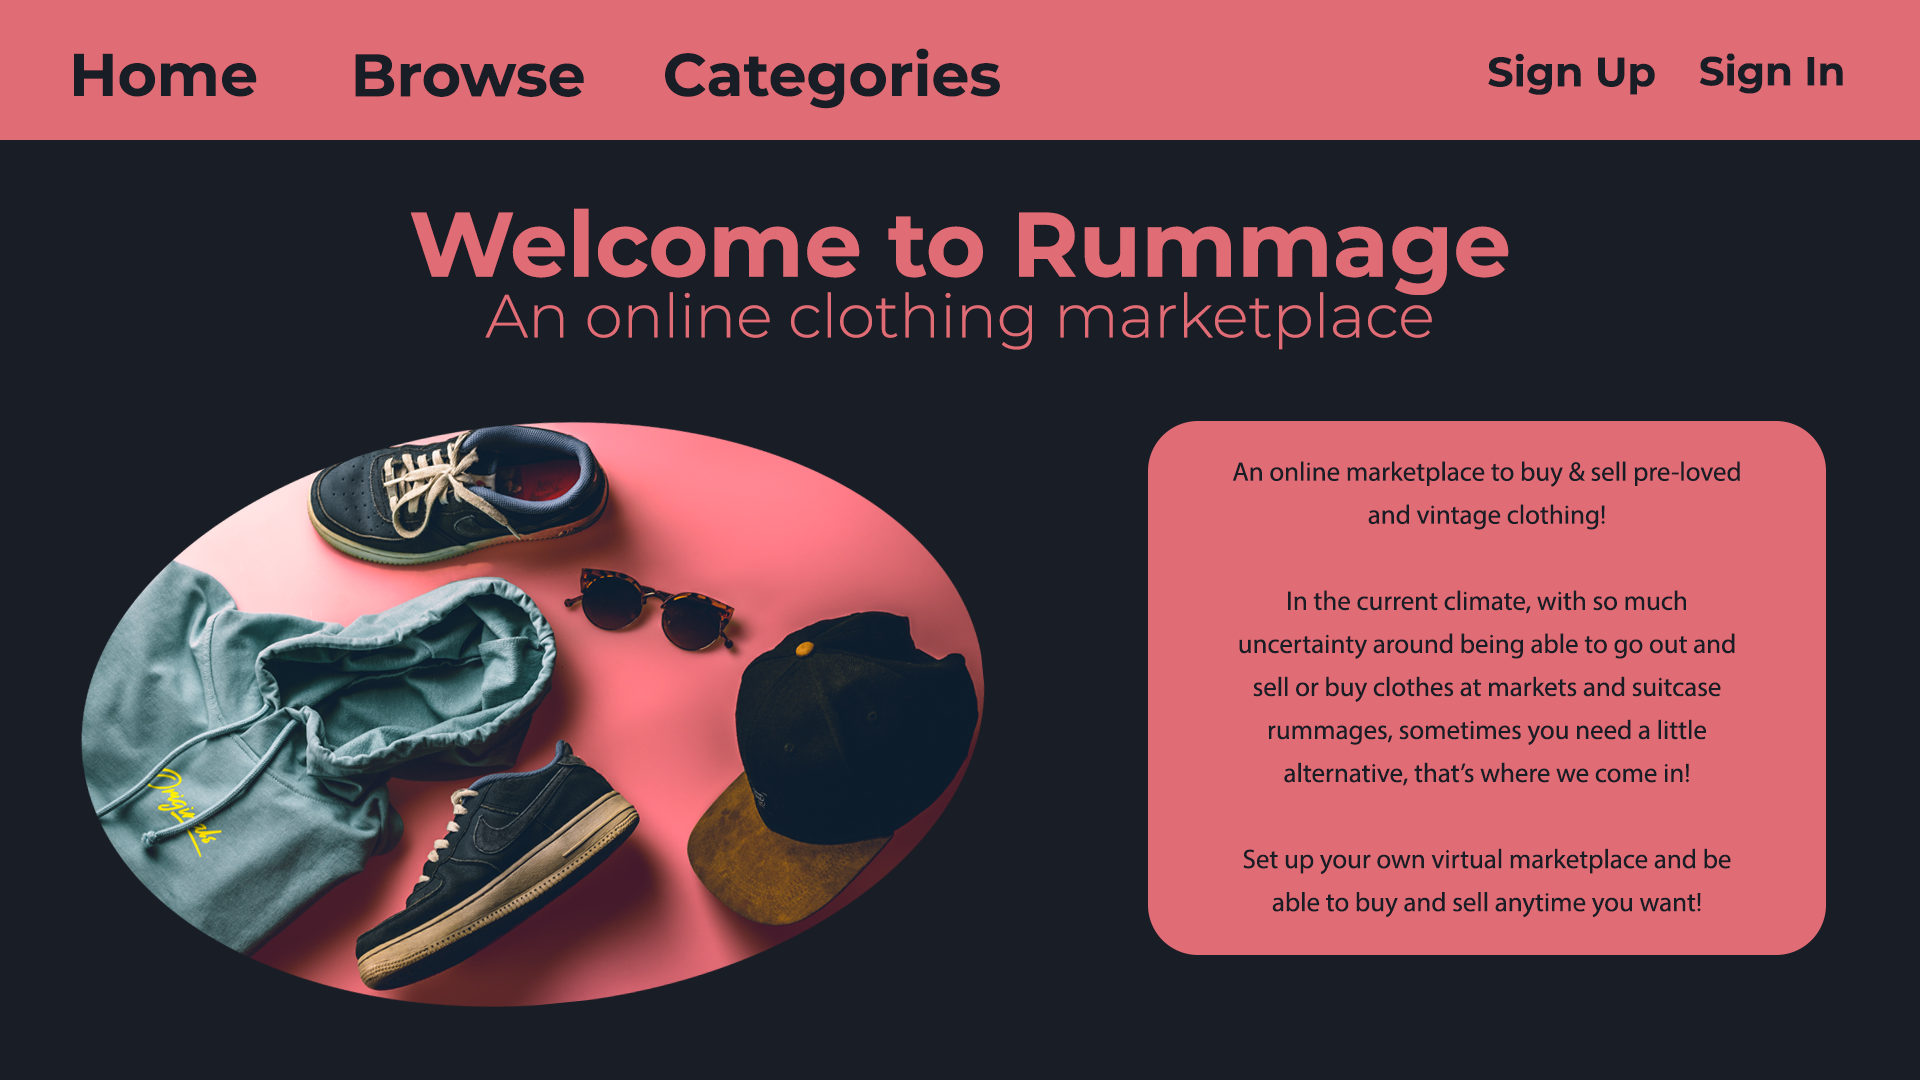 Home Browse Categories Sign Up Sign In
Welcome to Rummage
An online clothing marketplace
Originals
An online marketplace to buy & sell pre-loved
and vintage clothing!
In the current climate, with so much
uncertainty around being able to go out and
sell or buy clothes at markets and suitcase
rummages, sometimes you need a little
alternative, that’s where we come in!
Set up your own virtual marketplace and be
able to buy and sell anytime you want!